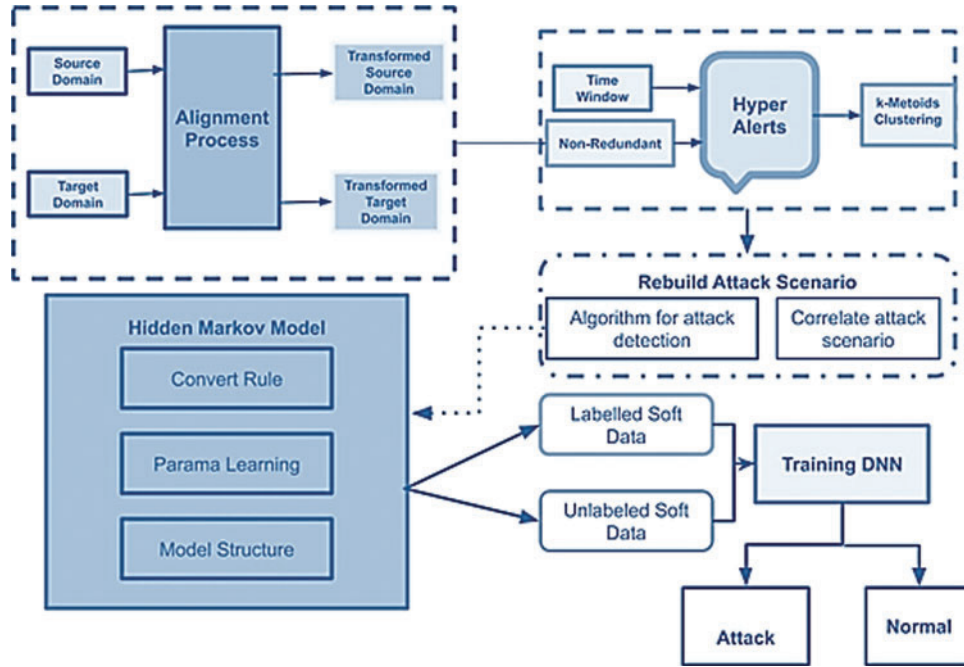 Source
Domain
Target
Domain
Alignment
Process
Transformed
Source
Domain
Transformed
Target
Domain
Time
Window
Non-Redundant
Hyper
Alerts
k-Metoids
Clustering
Rebuild Attack Scenario
Algorithm for attack
detection
Correlate attack
scenario
Hidden Markov Model
Convert Rule
Parama Learning
Model Structure
Labelled Soft
Data
Unlabeled Soft
Data
Training DNN
Attack
Normal